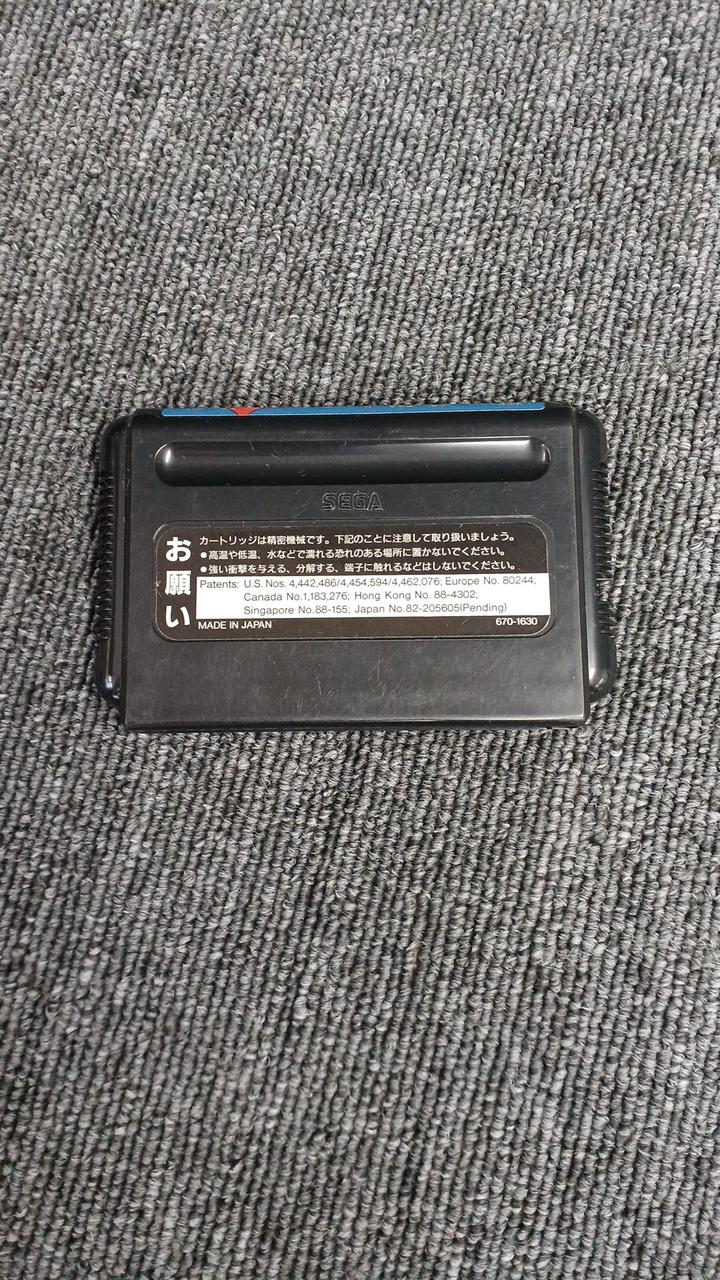 SEGA
お願い
カートリッジは精密機械です。下記のことに注意して取り扱いましょう。
●高温や低温、水などで濡れる恐れのある場所に置かないでください。
●強い衝撃を与える、分解する、端子に触れるなどはしないでください。
Patents: U.S. Nos. 4,442,486/4,454,594/4,462,076; Europe No. 80244;
Canada No.1,183,276; Hong Kong No. 88-4302;
Singapore No.88-155; Japan No.82-205605(Pending)
MADE IN JAPAN 670-1630